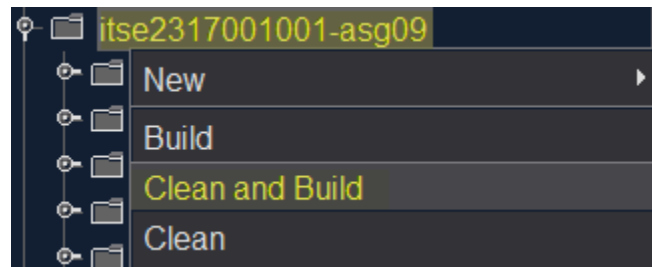 itse2317001001-asg09
New
Build
Clean and Build
Clean